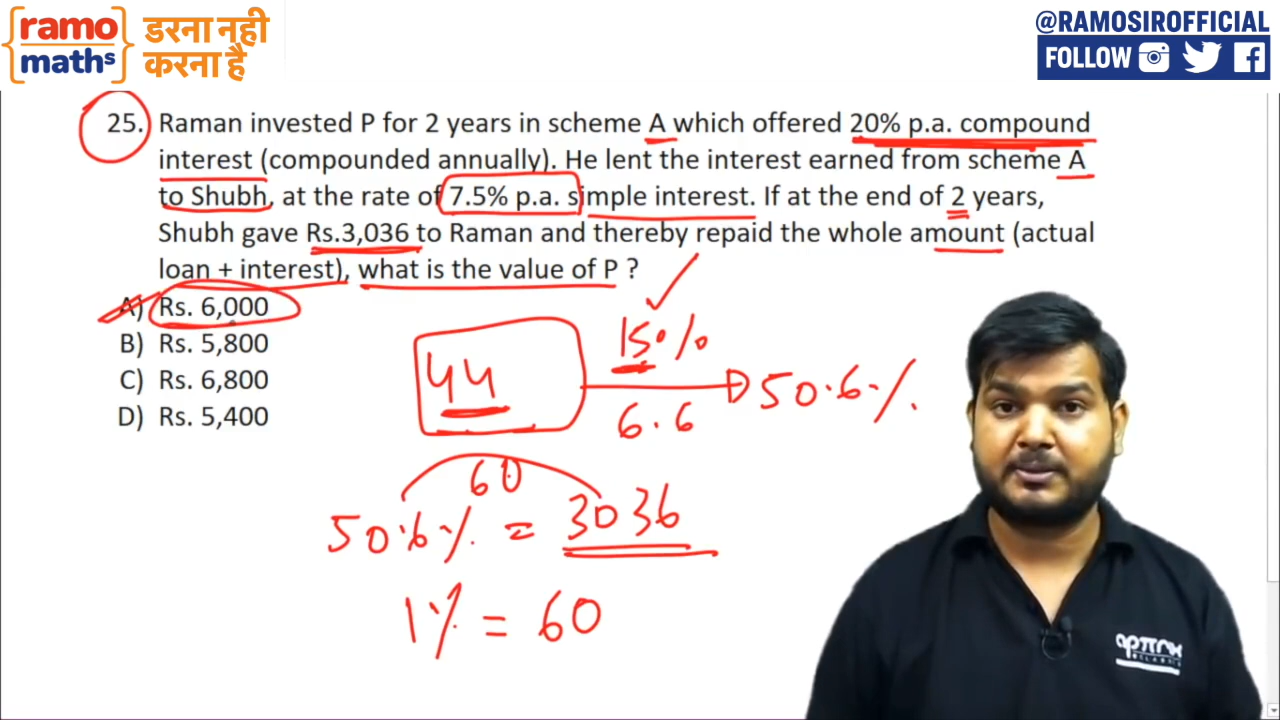 ramo
maths
डरना नही
करना है
@RAMOSIROFFICIAL
FOLLOW
25. Raman invested P for 2 years in scheme A which offered 20% p.a. compound
interest (compounded annually). He lent the interest earned from scheme A
to Shubh, at the rate of 7.5% p.a. simple interest. If at the end of 2 years,
Shubh gave Rs.3,036 to Raman and thereby repaid the whole amount (actual
loan + interest), what is the value of P ?
A) Rs. 6,000
B) Rs. 5,800
C) Rs. 6,800
D) Rs. 5,400
44
15%
6.6
50.6%
60
50.6% = 3036
1% = 60